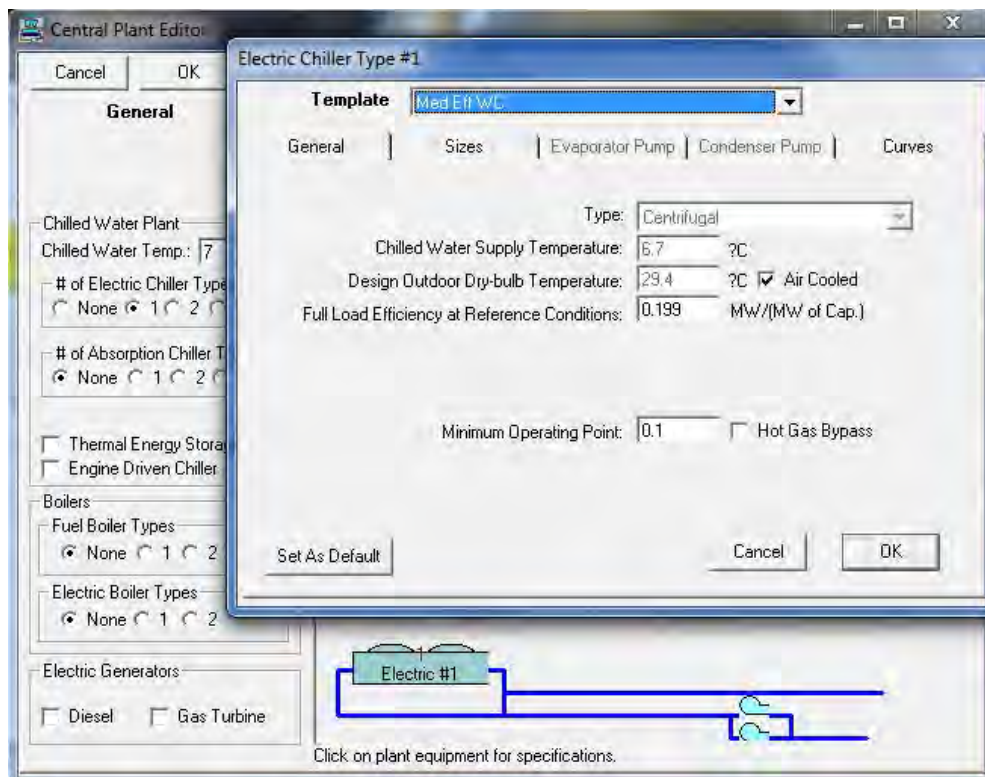 Central Plant Editor
Cancel OK
General
Chilled Water Plant
Chilled Water Temp.: 7
# of Electric Chiller Type
None 1 2
# of Absorption Chiller T
None 1 2
Thermal Energy Stora
Engine Driven Chiller
Boilers
Fuel Boiler Types
None 1 2
Electric Boiler Types
None 1 2
Electric Generators
Diesel Gas Turbine
Electric Chiller Type #1
Template Med Eff WC
General Sizes Evaporator Pump Condenser Pump Curves
Type: Centrifugal
Chilled Water Supply Temperature: 6.7 ?C
Design Outdoor Dry-bulb Temperature: 29.4 ?C Air Cooled
Full Load Efficiency at Reference Conditions: 0.199 MW/(MW of Cap.)
Minimum Operating Point: 0.1 Hot Gas Bypass
Set As Default Cancel OK
Electric #1
Click on plant equipment for specifications.